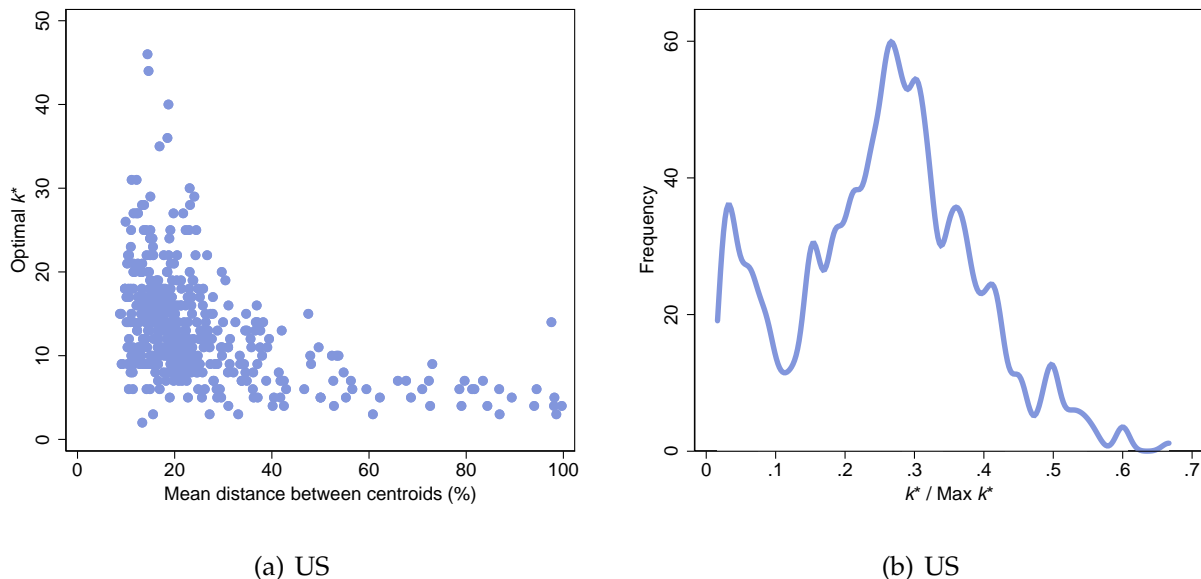 50
40
30
20
10
0
Optimal k*
0 20 40 60 80 100
Mean distance between centroids (%)
(a) US
60
40
20
0
Frequency
0 .1 .2 .3 .4 .5 .6 .7
k* / Max k*
(b) US